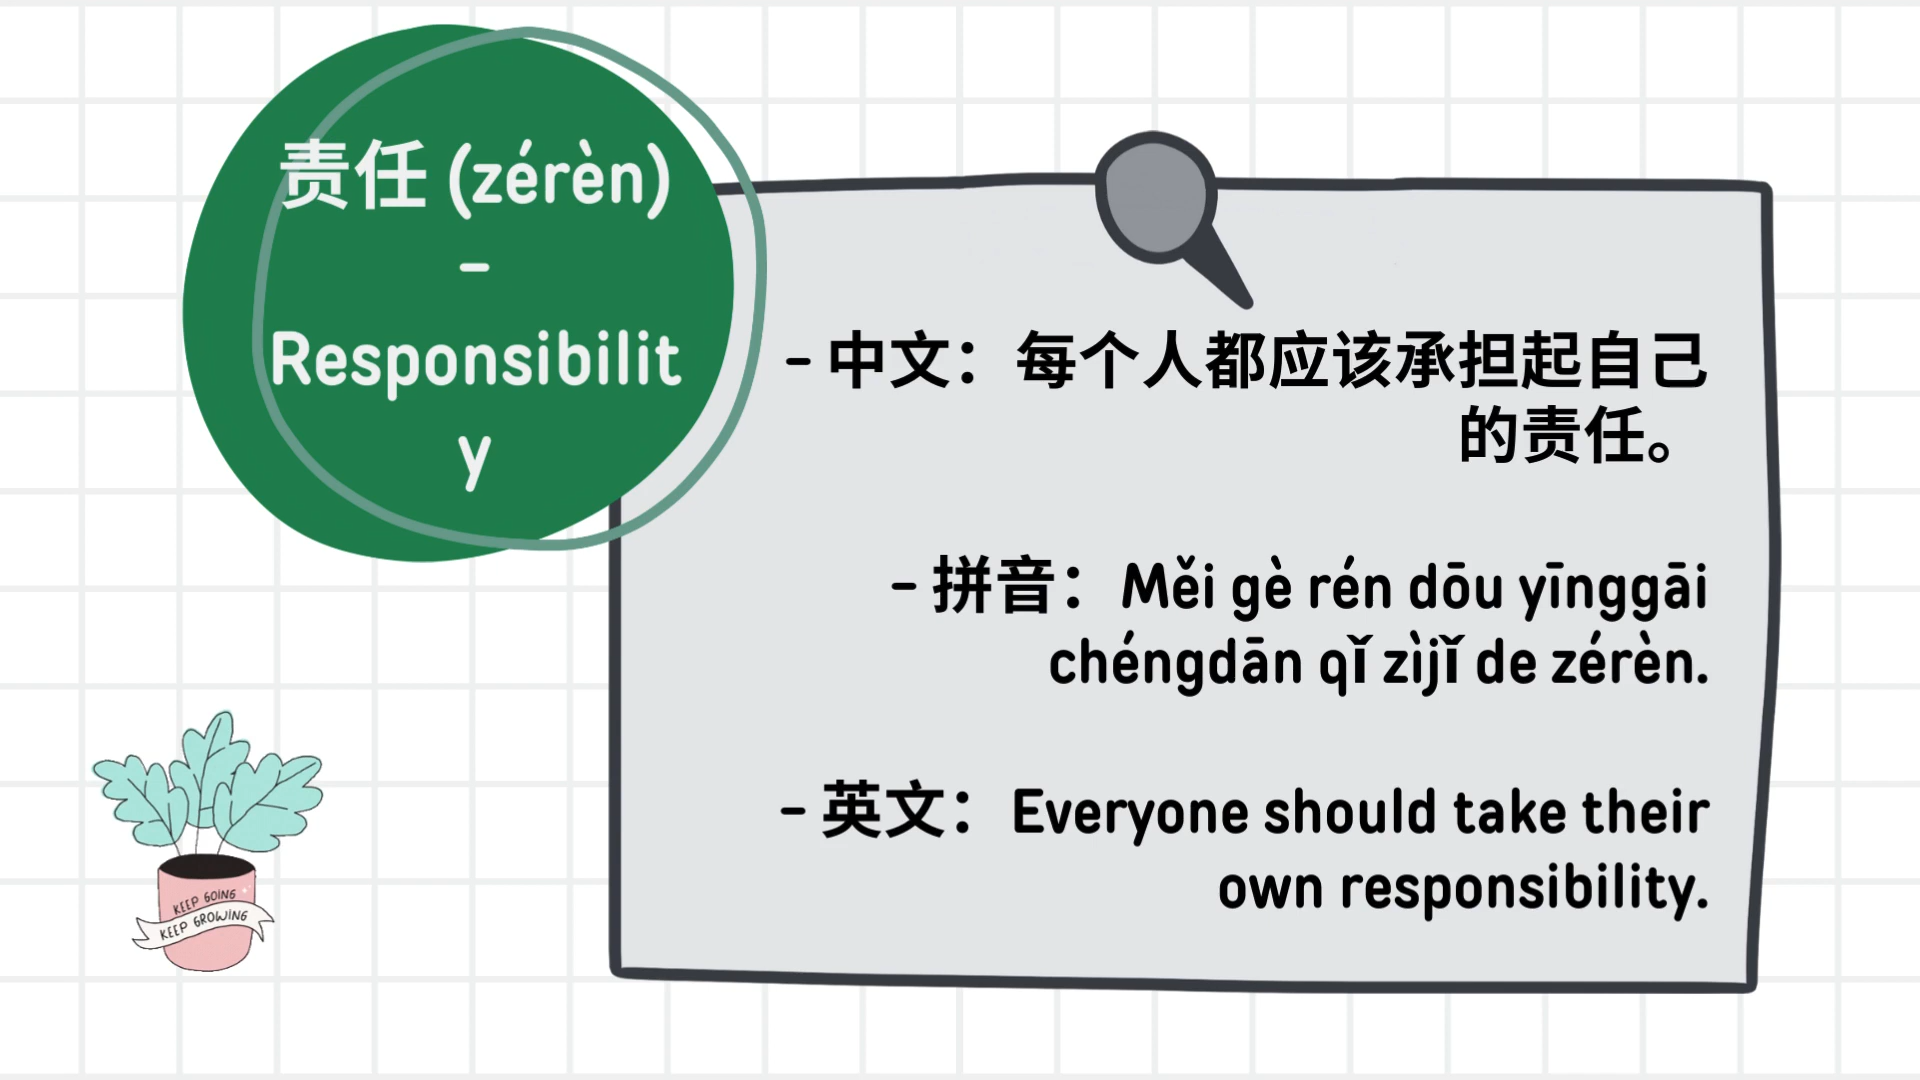 责任 (zérèn)
-
Responsibilit
y
- 中文：每个人都应该承担起自己
的责任。
- 拼音：Měi gè rén dōu yīnggāi
chéngdān qǐ zìjǐ de zérèn.
- 英文：Everyone should take their
own responsibility.
KEEP GOING
KEEP GROWING